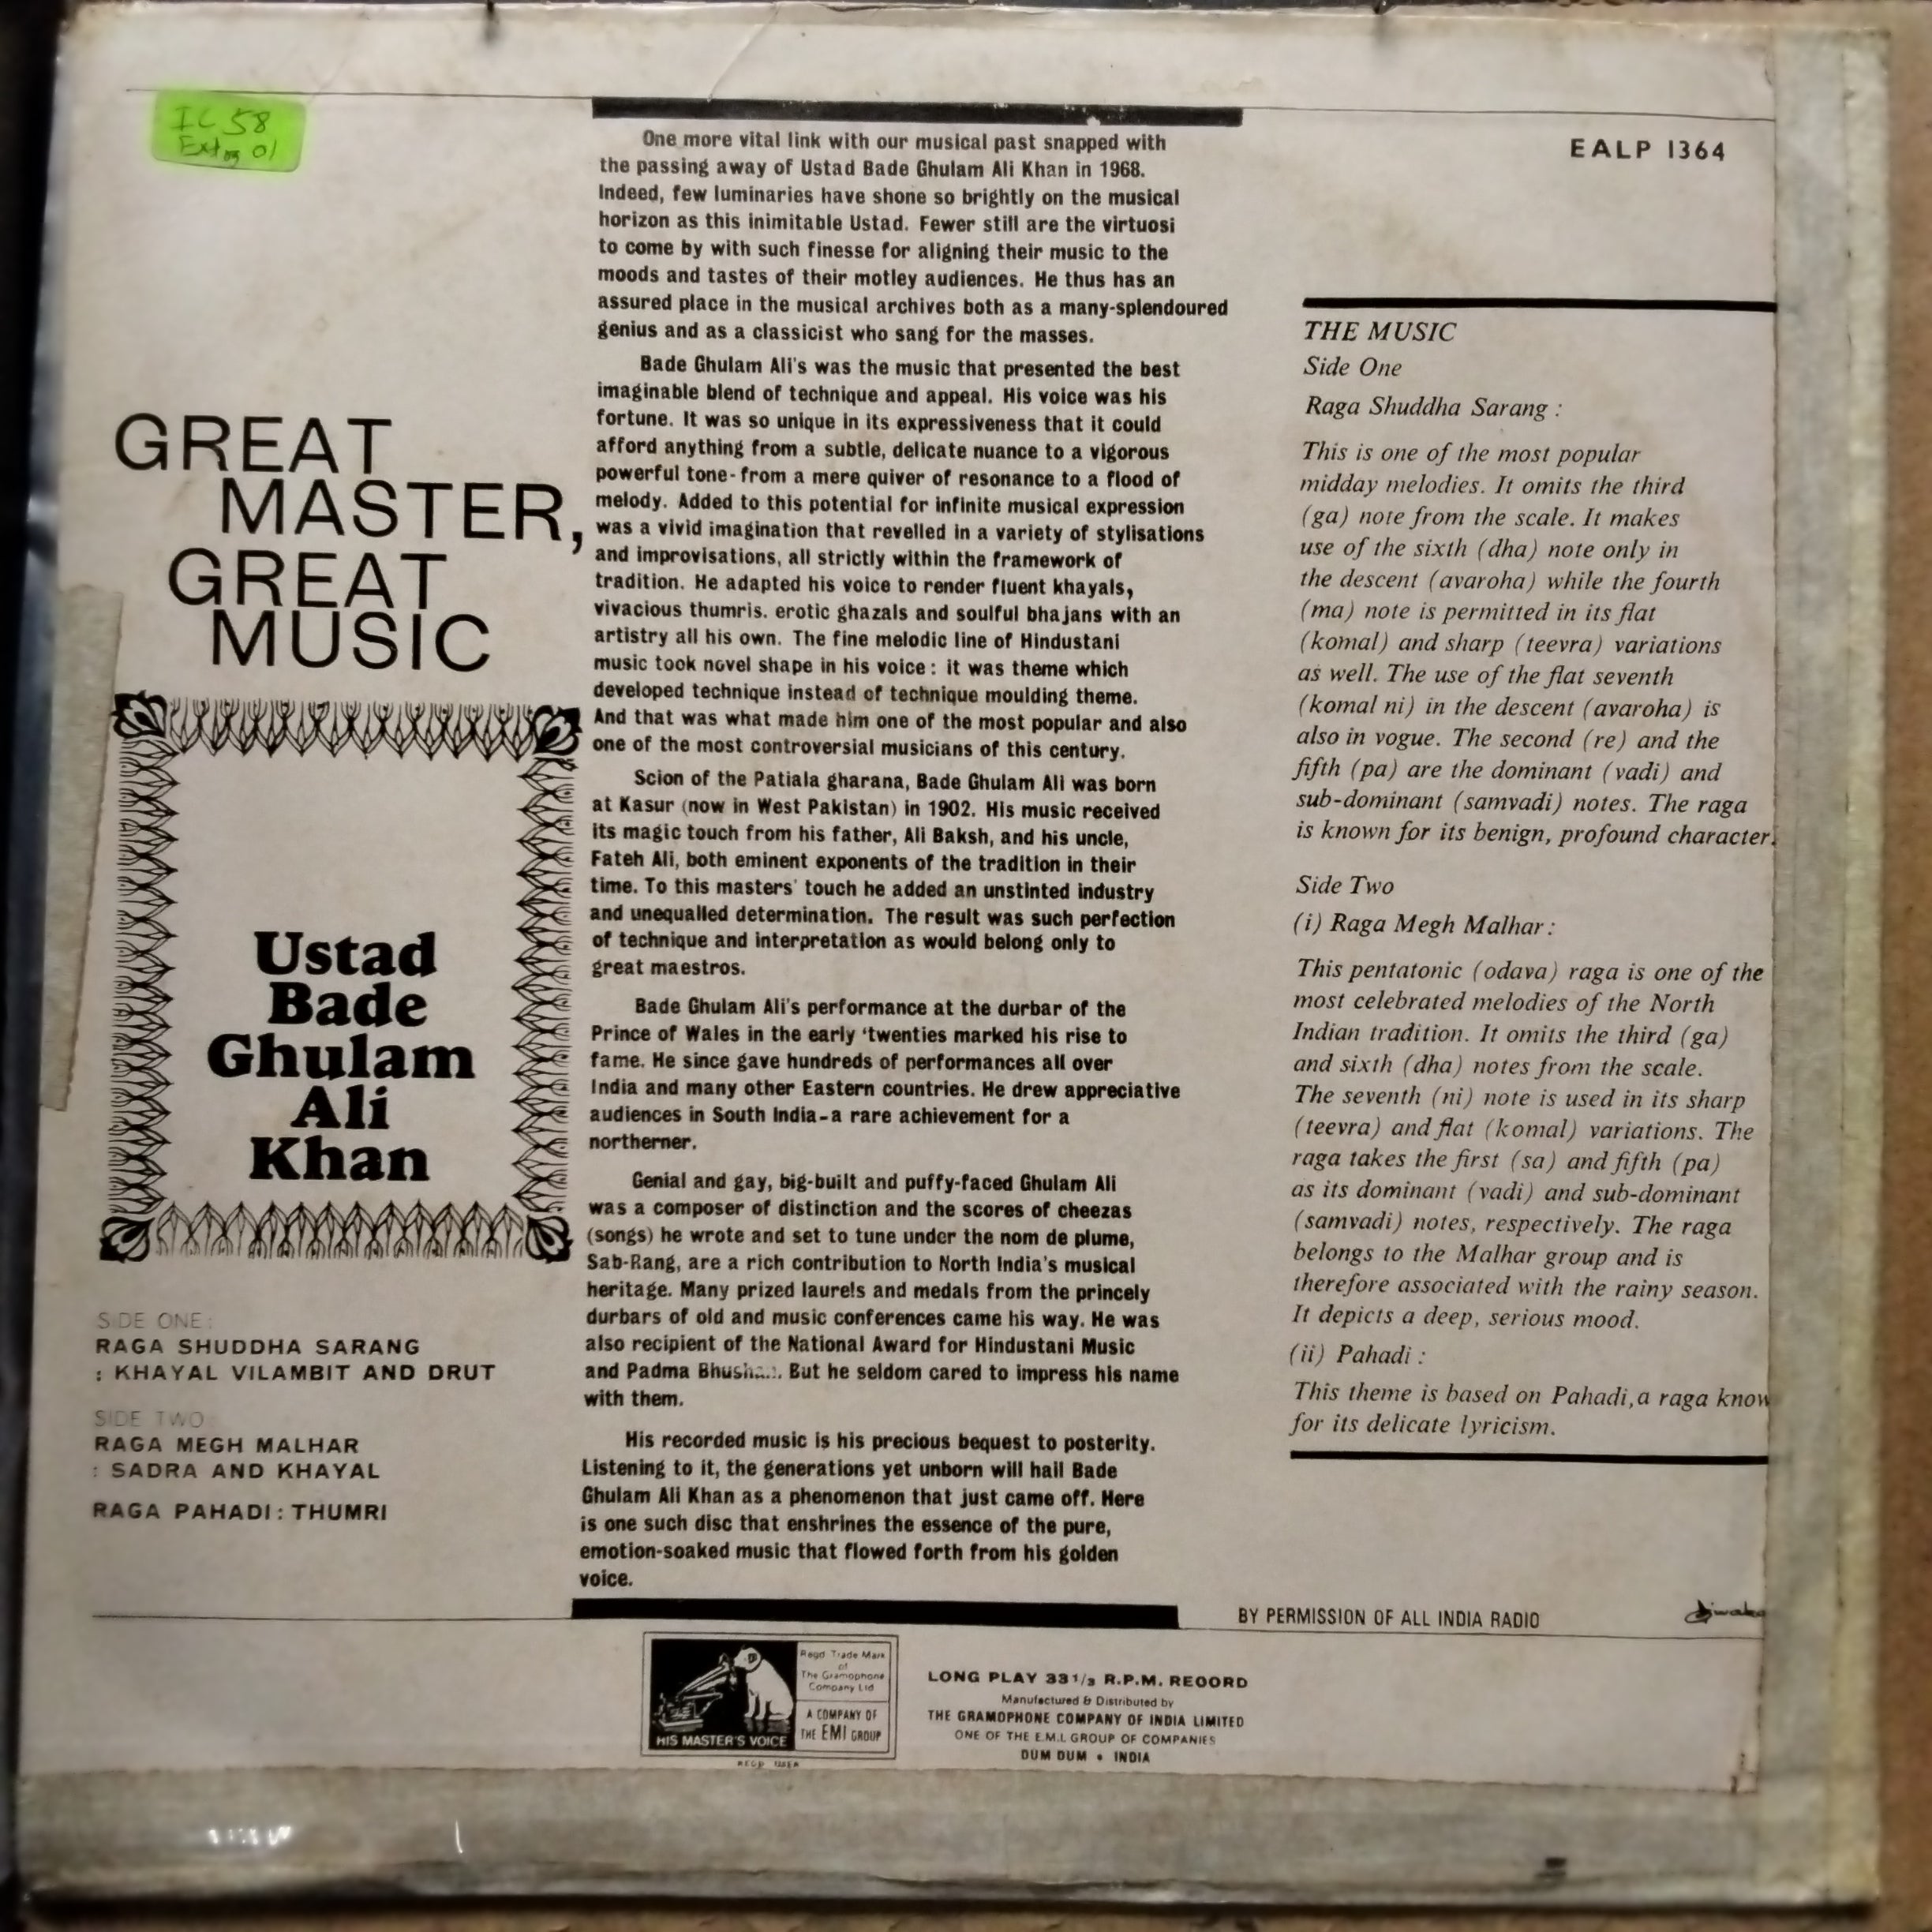 IC 58
EALP 1364
GREAT
MASTER,
GREAT
MUSIC
Ustad
Bade
Ghulam
Ali
Khan
SIDE ONE:
RAGA SHUDDHA SARANG
: KHAYAL VILAMBIT AND DRUT
SIDE TWO
RAGA MEGH MALHAR
: SADRA AND KHAYAL
RAGA PAHADI: THUMRI
One more vital link with our musical past snapped with
the passing away of Ustad Bade Ghulam Ali Khan in 1968.
Indeed, few luminaries have shone so brightly on the musical
horizon as this inimitable Ustad. Fewer still are the virtuosi
to come by with such finesse for aligning their music to the
moods and tastes of their motley audiences. He thus has an
assured place in the musical archives both as a many-splendoured
genius and as a classicist who sang for the masses.
Bade Ghulam Ali's was the music that presented the best
imaginable blend of technique and appeal. His voice was his
fortune. It was so unique in its expressiveness that it could
afford anything from a subtle, delicate nuance to a vigorous
powerful tone-from a mere quiver of resonance to a flood of
melody. Added to this potential for infinite musical expression
was a vivid imagination that revelled in a variety of stylisations
and improvisations, all strictly within the framework of
tradition. He adapted his voice to render fluent khayals,
vivacious thumris. erotic ghazals and soulful bhajans with an
artistry all his own. The fine melodic line of Hindustani
music took novel shape in his voice : it was theme which
developed technique instead of technique moulding theme.
And that was what made him one of the most popular and also
one of the most controversial musicians of this century.
Scion of the Patiala gharana, Bade Ghulam Ali was born
at Kasur (now in West Pakistan) in 1902. His music received
its magic touch from his father, Ali Baksh, and his uncle,
Fateh Ali, both eminent exponents of the tradition in their
time. To this masters' touch he added an unstinted industry
and unequalled determination. The result was such perfection
of technique and interpretation as would belong only to
great maestros.
Bade Ghulam Ali's performance at the durbar of the
Prince of Wales in the early 'twenties marked his rise to
fame. He since gave hundreds of performances all over
India and many other Eastern countries. He drew appreciative
audiences in South India-a rare achievement for a
northerner.
Genial and gay, big-built and puffy-faced Ghulam Ali
was a composer of distinction and the scores of cheezas
(songs) he wrote and set to tune under the nom de plume,
Sab-Rang, are a rich contribution to North India's musical
heritage. Many prized laurels and medals from the princely
durbars of old and music conferences came his way. He was
also recipient of the National Award for Hindustani Music
and Padma But he seldom cared to impress his name
with them.
His recorded music is his precious bequest to posterity.
Listening to it, the generations yet unborn will hail Bade
Ghulam Ali Khan as a phenomenon that just came off. Here
is one such disc that enshrines the essence of the pure,
emotion-soaked music that flowed forth from his golden
voice.
THE MUSIC
Side One
Raga Shuddha Sarang :
This is one of the most popular
midday melodies. It omits the third
(ga) note from the scale. It makes
use of the sixth (dha) note only in
the descent (avaroha) while the fourth
(ma) note is permitted in its flat
(komal) and sharp (teevra) variations
as well. The use of the flat seventh
(komal ni) in the descent (avaroha) is
also in vogue. The second (re) and the
fifth (pa) are the dominant (vadi) and
sub-dominant (samvadi) notes. The raga
is known for its benign, profound character.
Side Two
(i) Raga Megh Malhar :
This pentatonic (odava) raga is one of the
most celebrated melodies of the North
Indian tradition. It omits the third (ga)
and sixth (dha) notes from the scale.
The seventh (ni) note is used in its sharp
(teevra) and flat (komal) variations. The
raga takes the first (sa) and fifth (pa)
as its dominant (vadi) and sub-dominant
(samvadi) notes, respectively. The raga
belongs to the Malhar group and is
therefore associated with the rainy season.
It depicts a deep, serious mood.
(ii) Pahadi :
This theme is based on Pahadi, a raga know
for its delicate lyricism.
BY PERMISSION OF ALL INDIA RADIO
HIS MASTER'S VOICE
Regd Trade Mark
of
The Gramophone
Company Ltd
A COMPANY OF
THE EMI GROUP
LONG PLAY 33 1/3 R.P.M. RECORD
Manufactured & Distributed by
THE GRAMOPHONE COMPANY OF INDIA LIMITED
ONE OF THE E.M.I. GROUP OF COMPANIES
DUM DUM • INDIA